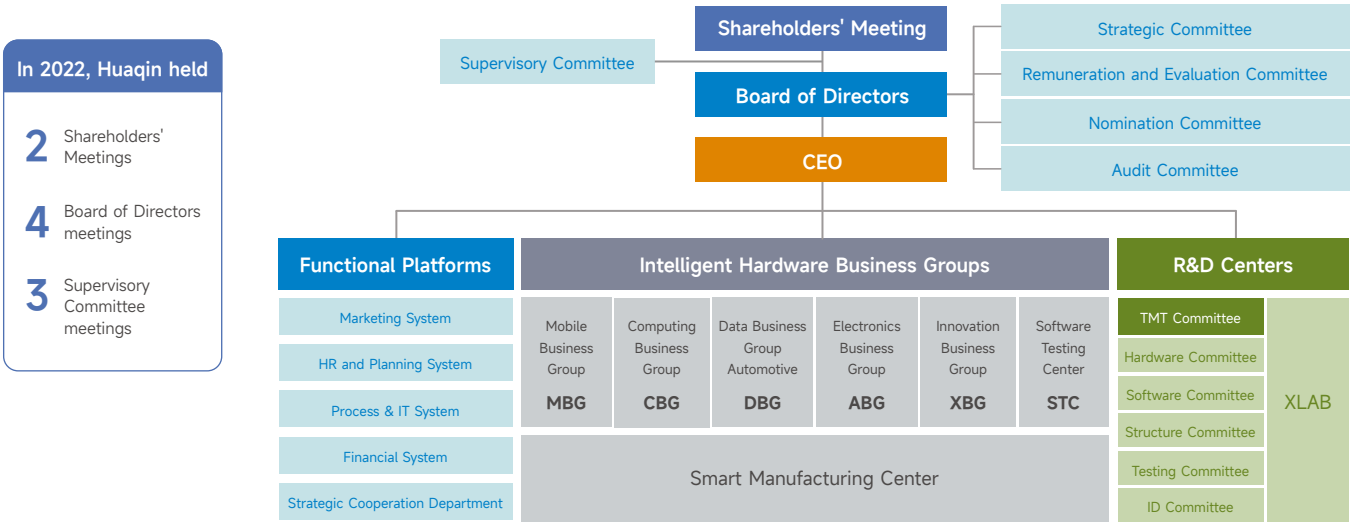 In 2022, Huaqin held
2
Shareholders'
Meetings
4
Board of Directors
meetings
3
Supervisory
Committee
meetings
Shareholders' Meeting
Supervisory Committee
Board of Directors
CEO
Strategic Committee
Remuneration and Evaluation Committee
Nomination Committee
Audit Committee
Functional Platforms
Marketing System
HR and Planning System
Process & IT System
Financial System
Strategic Cooperation Department
Intelligent Hardware Business Groups
Mobile
Business
Group
MBG
Computing
Business
Group
CBG
Data Business
Group
Automotive
DBG
Electronics
Business
Group
ABG
Innovation
Business
Group
XBG
Software
Testing
Center
STC
Smart Manufacturing Center
R&D Centers
TMT Committee
Hardware Committee
Software Committee
Structure Committee
Testing Committee
ID Committee
XLAB